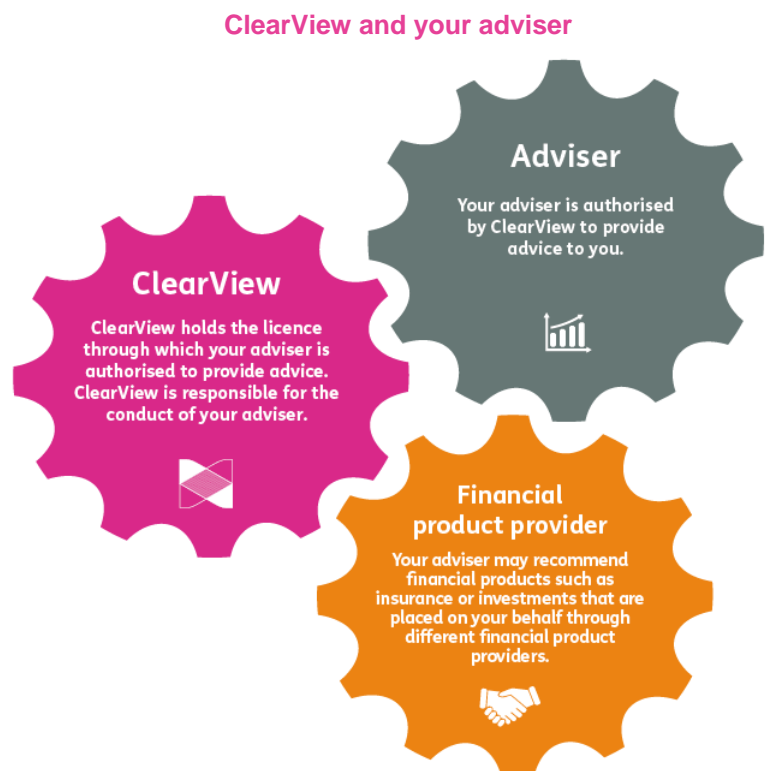 ClearView and your adviser
Adviser
Your adviser is authorised
by ClearView to provide
advice to you.
ClearView
ClearView holds the licence
through which your adviser is
authorised to provide advice.
ClearView is responsible for the
conduct of your adviser.
Financial
product provider
Your adviser may recommend
financial products such as
insurance or investments that are
placed on your behalf through
different financial product
providers.